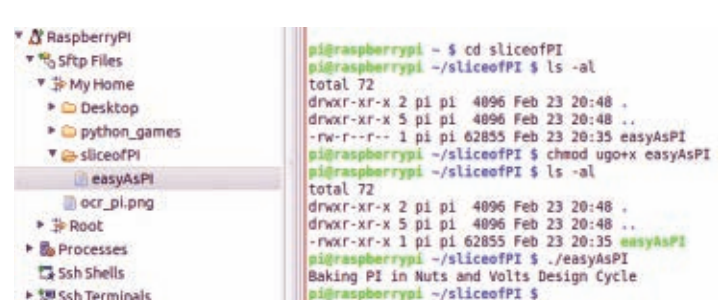 RaspberryPI
Sftp Files
My Home
Desktop
python_games
sliceofPI
easyAsPI
ocr_pi.png
Root
Processes
Ssh Shells
Ssh Terminals
pi@raspberrypi ~ $ cd sliceofPI
pi@raspberrypi ~/sliceofPI $ ls -al
total 72
drwxr-xr-x 2 pi pi  4096 Feb 23 20:48 .
drwxr-xr-x 5 pi pi  4096 Feb 23 20:48 ..
-rw-r--r-- 1 pi pi 62855 Feb 23 20:35 easyAsPI
pi@raspberrypi ~/sliceofPI $ chmod ugo+x easyAsPI
pi@raspberrypi ~/sliceofPI $ ls -al
total 72
drwxr-xr-x 2 pi pi  4096 Feb 23 20:48 .
drwxr-xr-x 5 pi pi  4096 Feb 23 20:48 ..
-rwxr-xr-x 1 pi pi 62855 Feb 23 20:35 easyAsPI
pi@raspberrypi ~/sliceofPI $ ./easyAsPI
Baking PI in Nuts and Volts Design Cycle
pi@raspberrypi ~/sliceofPI $